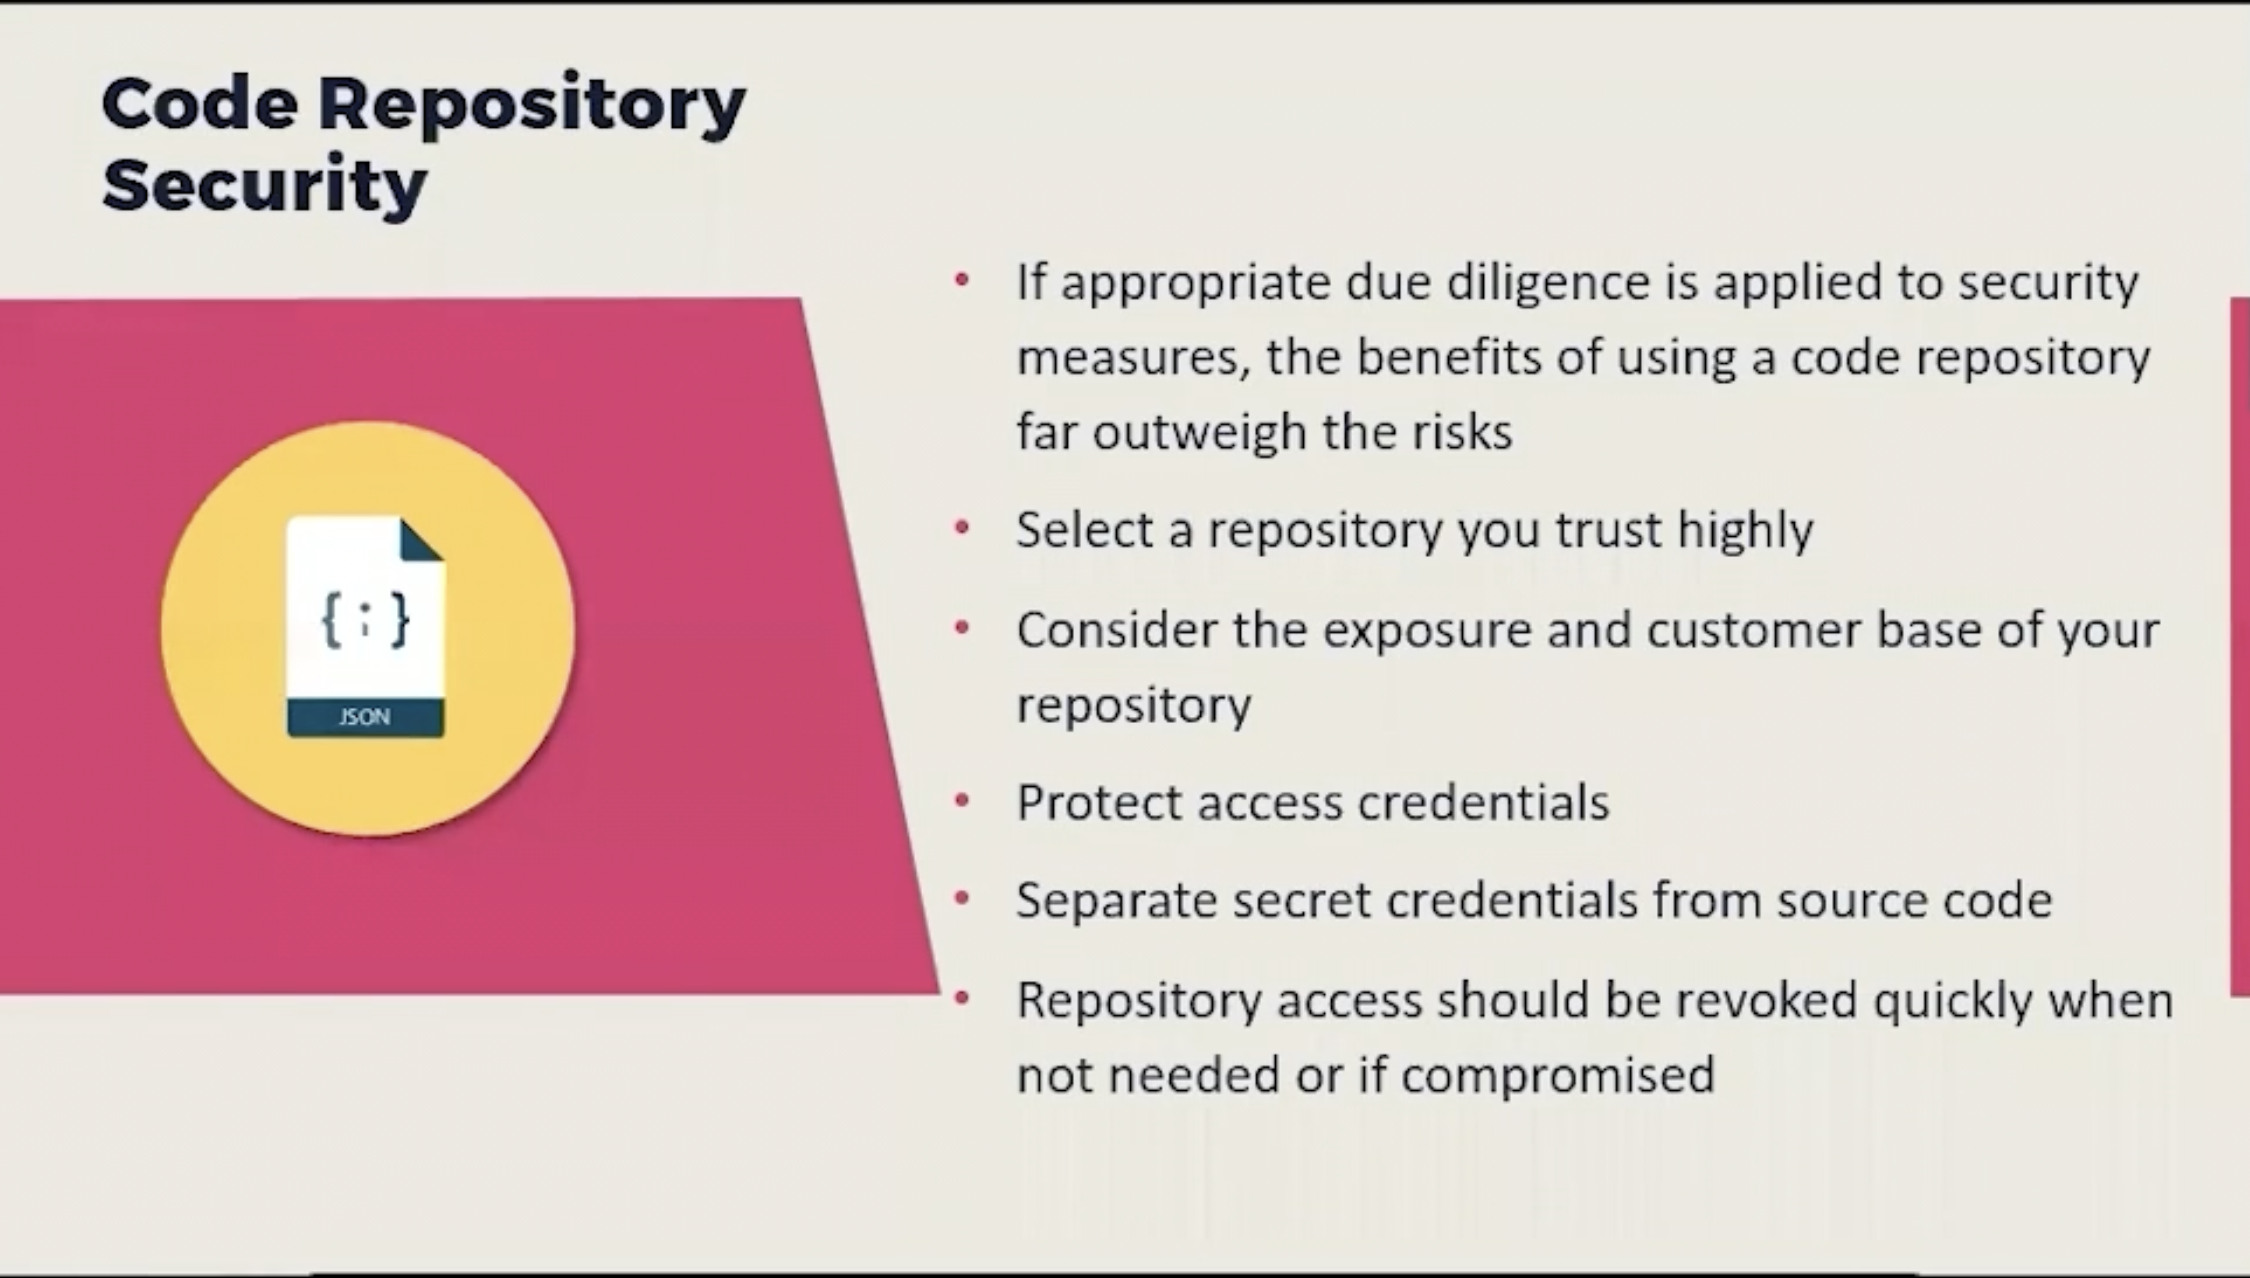 Code Repository
Security
• If appropriate due diligence is applied to security
measures, the benefits of using a code repository
far outweigh the risks
• Select a repository you trust highly
• Consider the exposure and customer base of your
repository
• Protect access credentials
• Separate secret credentials from source code
• Repository access should be revoked quickly when
not needed or if compromised
{ ; }
JSON